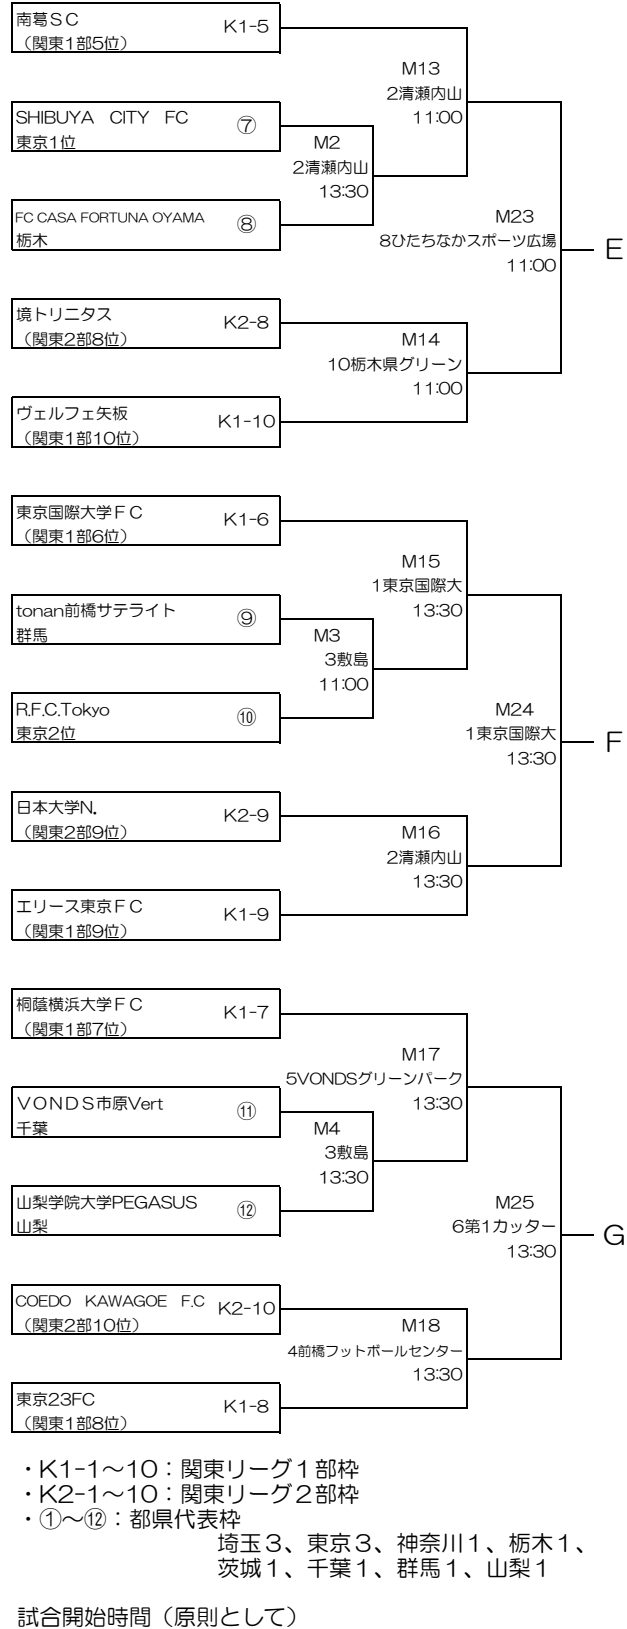 南葛ＳＣ
（関東1部5位）
K1-5
M13
2清瀬内山
11:00
SHIBUYA　CITY　FC
東京1位
⑦
M2
2清瀬内山
13:30
FC CASA FORTUNA OYAMA
栃木
⑧
M23
8ひたちなかスポーツ広場
11:00
E
境トリニタス
（関東2部8位）
K2-8
M14
10栃木県グリーン
11:00
ヴェルフェ矢板
（関東1部10位）
K1-10
東京国際大学ＦＣ
（関東1部6位）
K1-6
M15
1東京国際大
13:30
tonan前橋サテライト
群馬
⑨
M3
3敷島
11:00
R.F.C.Tokyo
東京2位
⑩
M24
1東京国際大
13:30
F
日本大学N.
（関東2部9位）
K2-9
M16
2清瀬内山
13:30
エリース東京ＦＣ
（関東1部9位）
K1-9
桐蔭横浜大学ＦＣ
（関東1部7位）
K1-7
M17
5VONDSグリーンパーク
13:30
ＶＯＮＤＳ市原Vert
千葉
⑪
M4
3敷島
13:30
山梨学院大学PEGASUS
山梨
⑫
M25
6第1カッター
13:30
G
COEDO　KAWAGOE　F.C
（関東2部10位）
K2-10
M18
4前橋フットボールセンター
13:30
東京23FC
（関東1部8位）
K1-8
・K1-1～10：関東リーグ１部枠
・K2-1～10：関東リーグ２部枠
・①～⑫：都県代表枠
埼玉３、東京３、神奈川１、栃木１、
茨城１、千葉１、群馬１、山梨１
試合開始時間（原則として）